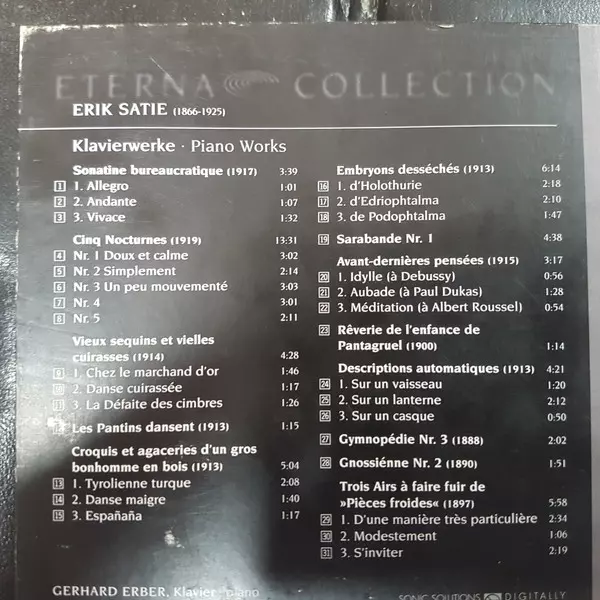 ETERNA COLLECTION
ERIK SATIE (1866-1925)
Klavierwerke · Piano Works
Sonatine bureaucratique (1917) 3:39
1 1. Allegro 1:01
2 2. Andante 1:07
3 3. Vivace 1:32
Cinq Nocturnes (1919) 13:31
4 Nr. 1 Doux et calme 3:02
5 Nr. 2 Simplement 2:14
6 Nr. 3 Un peu mouvementé 3:03
7 Nr. 4 3:01
8 Nr. 5 2:11
Vieux sequins et vielles
cuirasses (1914) 4:28
9 1. Chez le marchand d'or 1:46
10 2. Danse cuirassée 1:17
11 3. La Défaite des cimbres 1:26
12 Les Pantins dansent (1913) 1:15
Croquis et agaceries d'un gros
bonhomme en bois (1913) 5:04
13 1. Tyrolienne turque 2:08
14 2. Danse maigre 1:40
15 3. Españaña 1:17
Embryons desséchés (1913) 6:14
16 1. d'Holothurie 2:18
17 2. d'Edriophtalma 2:10
18 3. de Podophtalma 1:47
19 Sarabande Nr. 1 4:38
Avant-dernières pensées (1915) 3:17
20 1. Idylle (à Debussy) 0:56
21 2. Aubade (à Paul Dukas) 1:28
22 3. Méditation (à Albert Roussel) 0:54
23 Rêverie de l'enfance de
Pantagruel (1900) 1:14
Descriptions automatiques (1913) 4:21
24 1. Sur un vaisseau 1:20
25 2. Sur un lanterne 2:12
26 3. Sur un casque 0:50
27 Gymnopédie Nr. 3 (1888) 2:02
28 Gnossiénne Nr. 2 (1890) 1:51
Trois Airs à faire fuir de
»Pièces froides« (1897) 5:58
29 1. D'une manière très particulière 2:34
30 2. Modestement 1:06
31 3. S'inviter 2:19
GERHARD ERBER, Klavier · piano
SONIC SOLUTIONS DIGITALLY